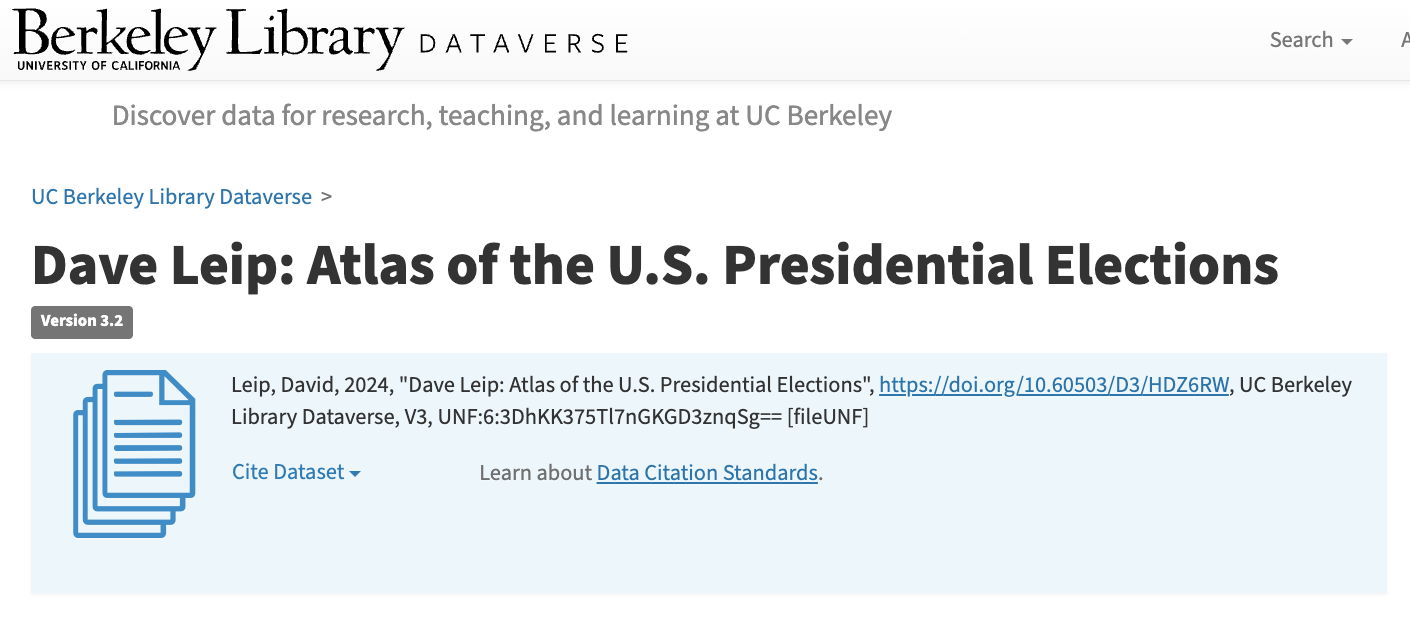 Berkeley Library DATAVERSE
UNIVERSITY OF CALIFORNIA
Search
A
Discover data for research, teaching, and learning at UC Berkeley
UC Berkeley Library Dataverse >
Dave Leip: Atlas of the U.S. Presidential Elections
Version 3.2
Leip, David, 2024, "Dave Leip: Atlas of the U.S. Presidential Elections", https://doi.org/10.60503/D3/HDZ6RW, UC Berkeley
Library Dataverse, V3, UNF:6:3DhKK375Tl7nGKGD3znqSg== [fileUNF]
Cite Dataset
Learn about Data Citation Standards.